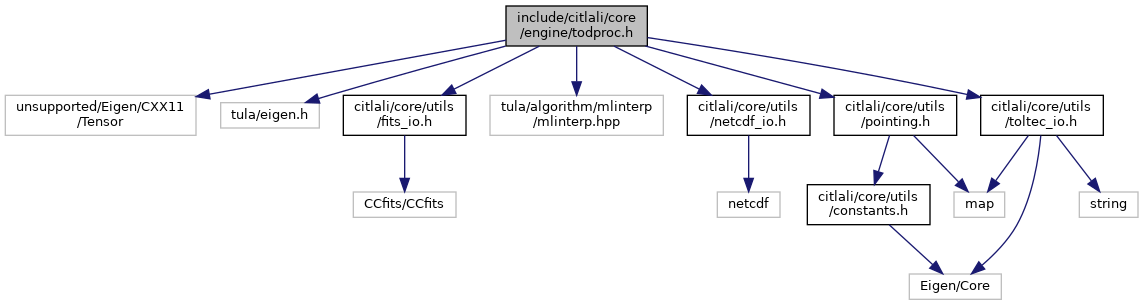 include/citlali/core
/engine/todproc.h
unsupported/Eigen/CXX11
/Tensor
tula/eigen.h
citlali/core/utils
/fits_io.h
tula/algorithm/mlinterp
/mlinterp.hpp
citlali/core/utils
/netcdf_io.h
citlali/core/utils
/pointing.h
citlali/core/utils
/toltec_io.h
CCfits/CCfits
netcdf
citlali/core/utils
/constants.h
map
string
Eigen/Core